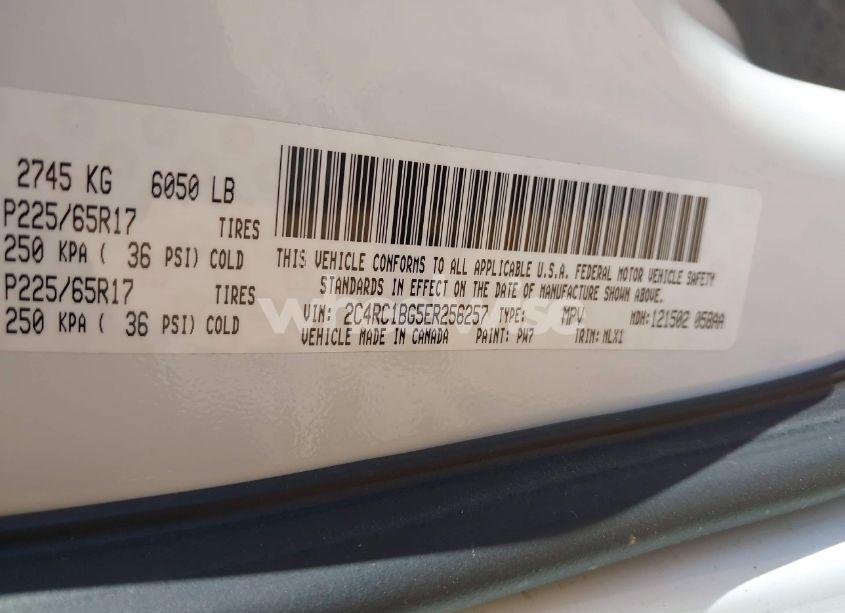 2745 KG 6050 LB
P225/65R17 TIRES
250 KPA ( 36 PSI) COLD
P225/65R17 TIRES
250 KPA ( 36 PSI) COLD
THIS VEHICLE CONFORMS TO ALL APPLICABLE U.S.A. FEDERAL MOTOR VEHICLE SAFETY
STANDARDS IN EFFECT ON THE DATE OF MANUFACTURE SHOWN ABOVE.
VIN: 2C4RC1BG5ER256257 TYPE: MPV MDH: 121502 058AA
VEHICLE MADE IN CANADA PAINT: PW7 TRIM: MLX1